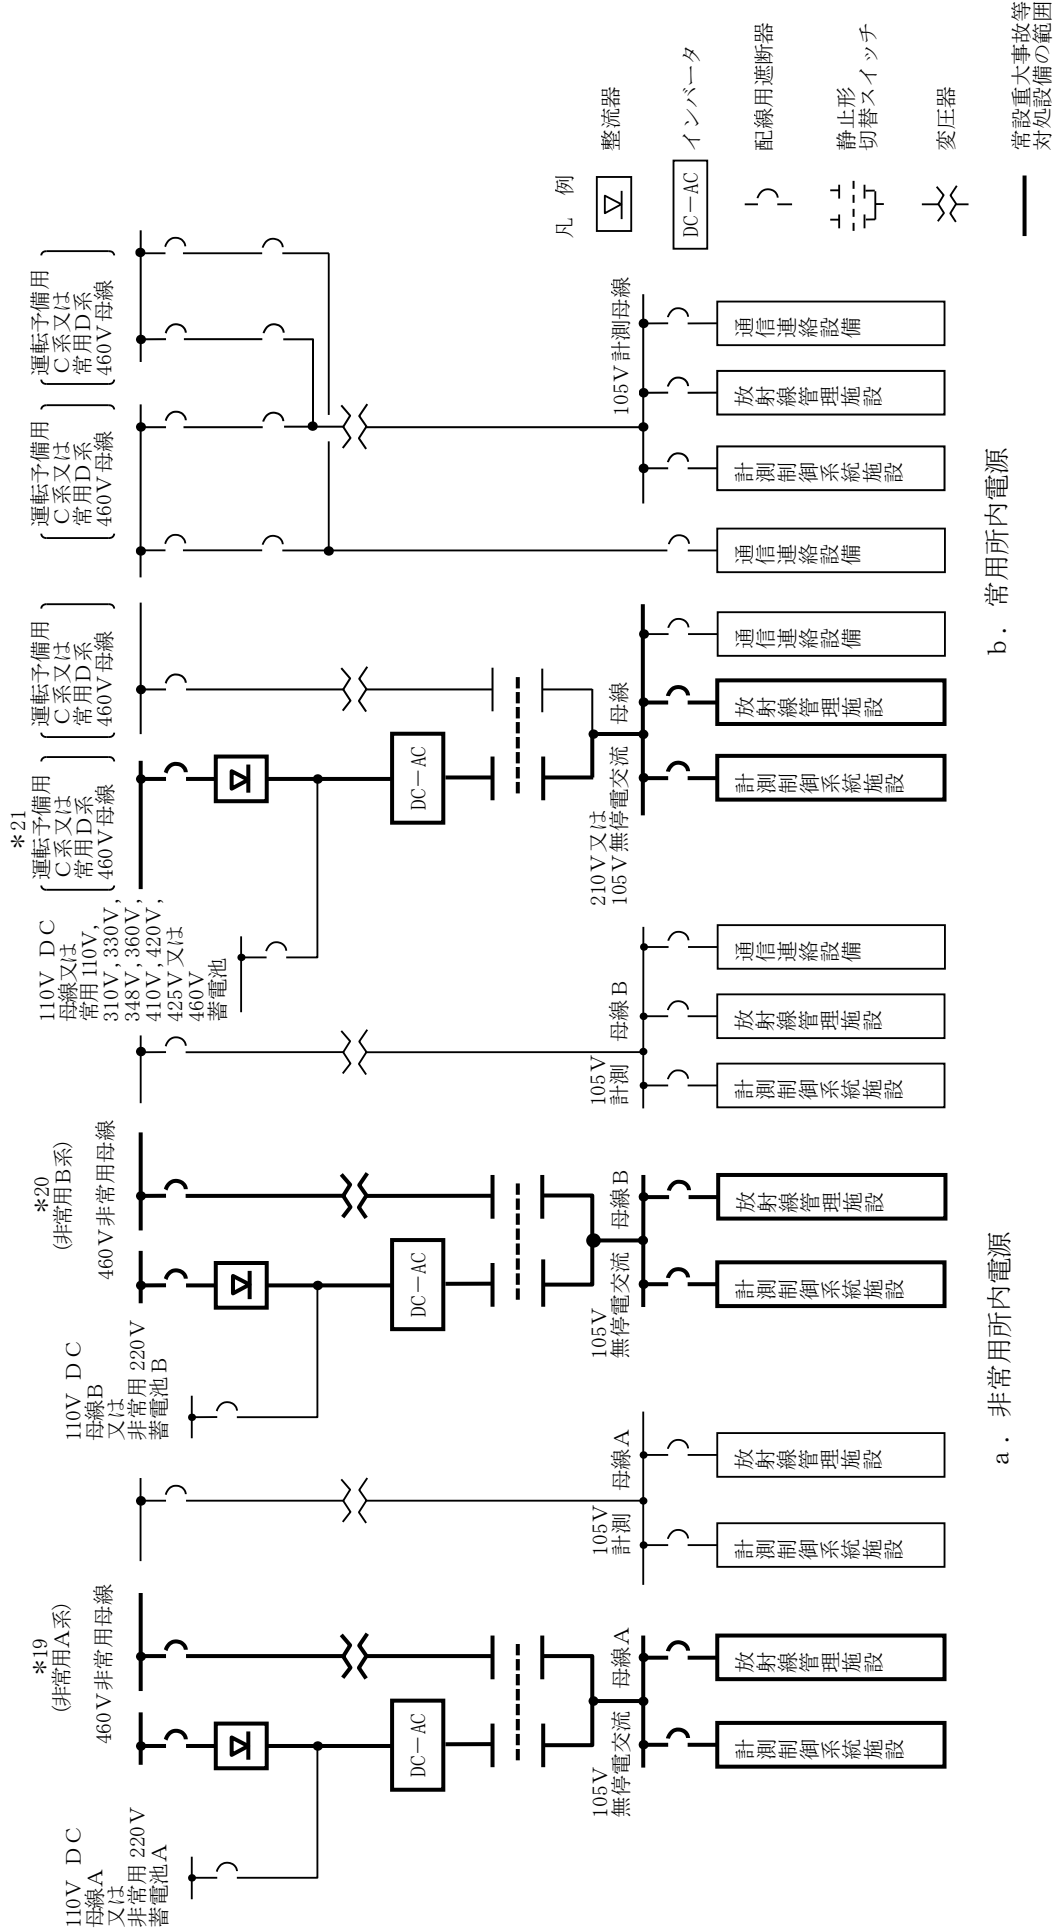 110V DC
母線A
又は
非常用 220V
蓄電池A
*19
(非常用A系)
460V非常用母線
DC-AC
105V
無停電交流 母線A
計測制御系統施設
放射線管理施設
105V
計測 母線A
計測制御系統施設
放射線管理施設
110V DC
母線B
又は
非常用 220V
蓄電池B
*20
(非常用B系)
460V非常用母線
DC-AC
105V
無停電交流 母線B
計測制御系統施設
放射線管理施設
105V
計測 母線B
計測制御系統施設
放射線管理施設
通信連絡設備
a. 非常用所内電源
110V DC
母線又は
常用110V,
310V,330V,
348V,360V,
410V,420V,
425V又は
460V
蓄電池
*21
運転予備用
C系又は
常用D系
460V母線
運転予備用
C系又は
常用D系
460V母線
DC-AC
210V又は
105V無停電交流 母線
計測制御系統施設
放射線管理施設
通信連絡設備
運転予備用
C系又は
常用D系
460V母線
運転予備用
C系又は
常用D系
460V母線
通信連絡設備
105V計測母線
計測制御系統施設
放射線管理施設
通信連絡設備
b. 常用所内電源
凡 例
整流器
DC-AC
インバータ
配線用遮断器
静止形
切替スイッチ
変圧器
常設重大事故等
対処設備の範囲